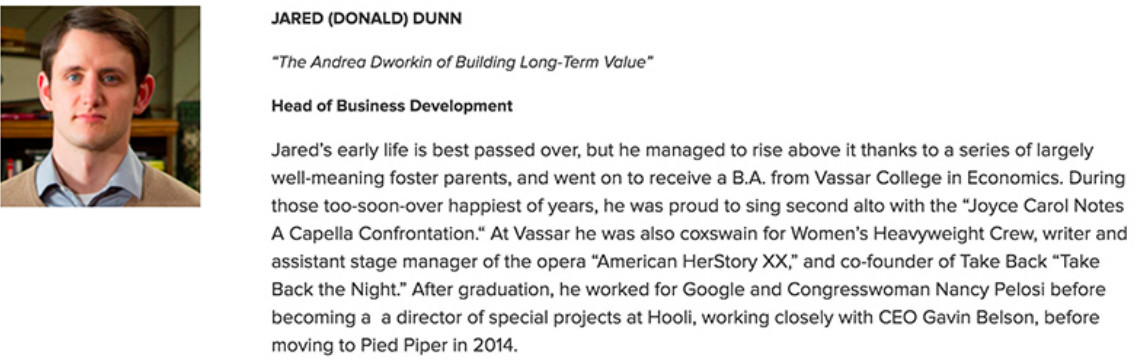 JARED (DONALD) DUNN
“The Andrea Dworkin of Building Long-Term Value”
Head of Business Development
Jared’s early life is best passed over, but he managed to rise above it thanks to a series of largely
well-meaning foster parents, and went on to receive a B.A. from Vassar College in Economics. During
those too-soon-over happiest of years, he was proud to sing second alto with the “Joyce Carol Notes
A Capella Confrontation.“ At Vassar he was also coxswain for Women’s Heavyweight Crew, writer and
assistant stage manager of the opera “American HerStory XX,” and co-founder of Take Back “Take
Back the Night.” After graduation, he worked for Google and Congresswoman Nancy Pelosi before
becoming a  a director of special projects at Hooli, working closely with CEO Gavin Belson, before
moving to Pied Piper in 2014.